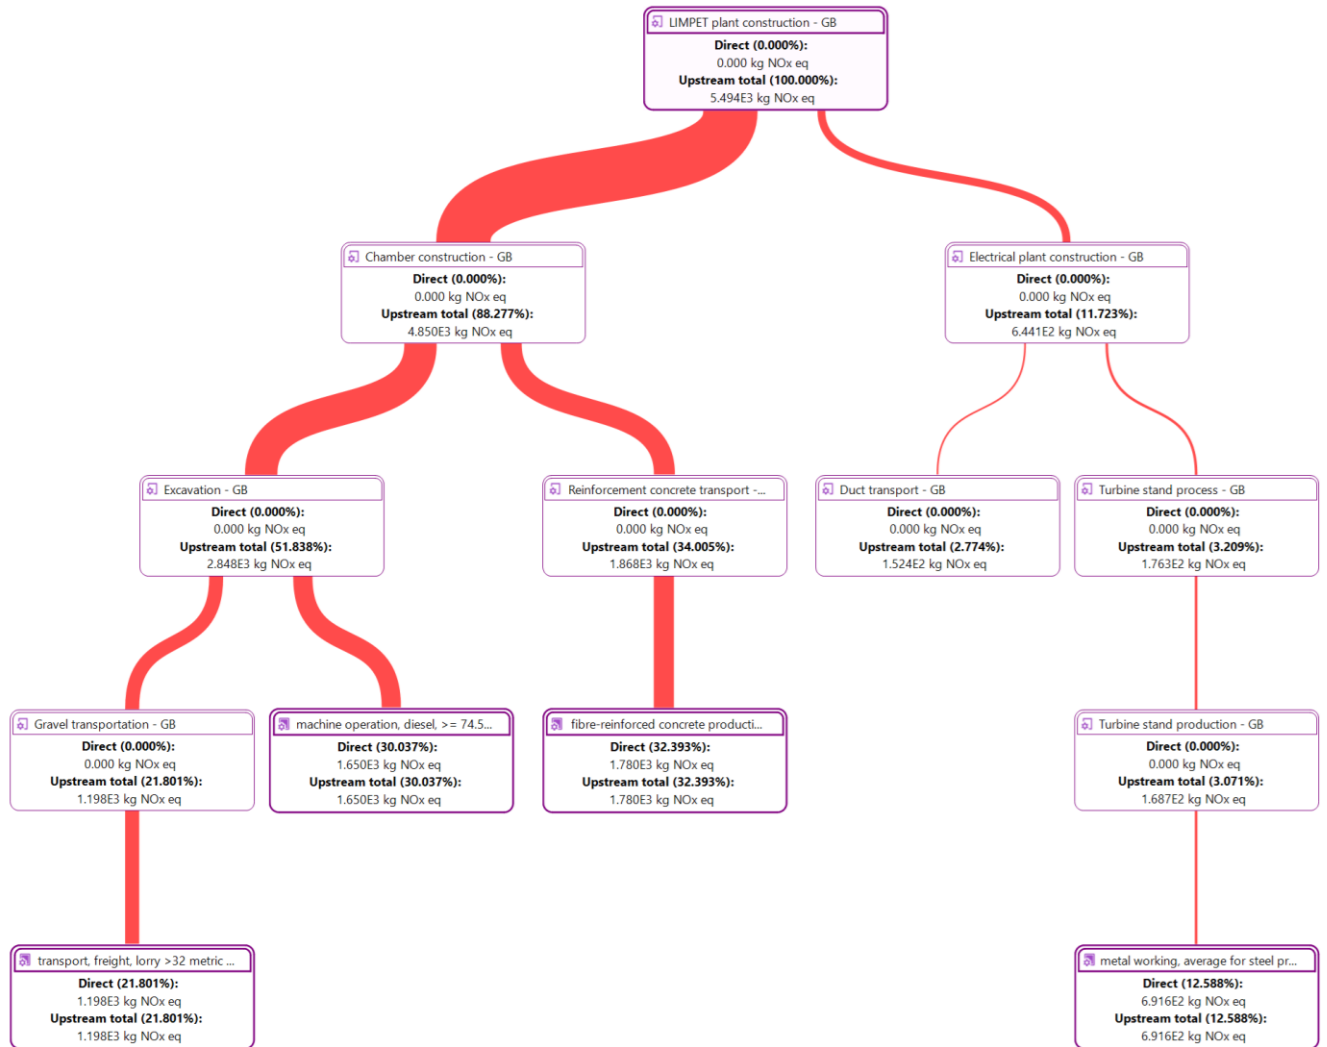 LIMPET plant construction - GB
Direct (0.000%):
0.000 kg NOx eq
Upstream total (100.000%):
5.494E3 kg NOx eq
Chamber construction - GB
Direct (0.000%):
0.000 kg NOx eq
Upstream total (88.277%):
4.850E3 kg NOx eq
Electrical plant construction - GB
Direct (0.000%):
0.000 kg NOx eq
Upstream total (11.723%):
6.441E2 kg NOx eq
Excavation - GB
Direct (0.000%):
0.000 kg NOx eq
Upstream total (51.838%):
2.848E3 kg NOx eq
Reinforcement concrete transport -...
Direct (0.000%):
0.000 kg NOx eq
Upstream total (34.005%):
1.868E3 kg NOx eq
Duct transport - GB
Direct (0.000%):
0.000 kg NOx eq
Upstream total (2.774%):
1.524E2 kg NOx eq
Turbine stand process - GB
Direct (0.000%):
0.000 kg NOx eq
Upstream total (3.209%):
1.763E2 kg NOx eq
Gravel transportation - GB
Direct (0.000%):
0.000 kg NOx eq
Upstream total (21.801%):
1.198E3 kg NOx eq
machine operation, diesel, >= 74.5...
Direct (30.037%):
1.650E3 kg NOx eq
Upstream total (30.037%):
1.650E3 kg NOx eq
fibre-reinforced concrete producti...
Direct (32.393%):
1.780E3 kg NOx eq
Upstream total (32.393%):
1.780E3 kg NOx eq
Turbine stand production - GB
Direct (0.000%):
0.000 kg NOx eq
Upstream total (3.071%):
1.687E2 kg NOx eq
transport, freight, lorry >32 metric ...
Direct (21.801%):
1.198E3 kg NOx eq
Upstream total (21.801%):
1.198E3 kg NOx eq
metal working, average for steel pr...
Direct (12.588%):
6.916E2 kg NOx eq
Upstream total (12.588%):
6.916E2 kg NOx eq